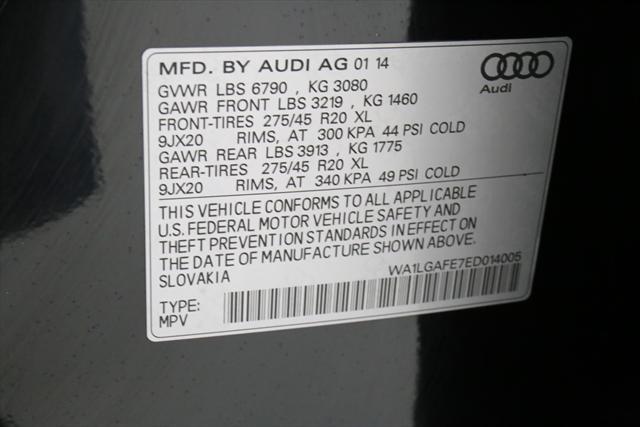 MFD. BY AUDI AG 01 14
GVWR LBS 6790 , KG 3080
GAWR FRONT LBS 3219 , KG 1460
FRONT-TIRES 275/45 R20 XL
9JX20 RIMS, AT 300 KPA 44 PSI COLD
GAWR REAR LBS 3913 , KG 1775
REAR-TIRES 275/45 R20 XL
9JX20 RIMS, AT 340 KPA 49 PSI COLD
Audi
THIS VEHICLE CONFORMS TO ALL APPLICABLE
U.S. FEDERAL MOTOR VEHICLE SAFETY AND
THEFT PREVENTION STANDARDS IN EFFECT ON
THE DATE OF MANUFACTURE SHOWN ABOVE.
SLOVAKIA
WA1LGAFE7ED014005
TYPE:
MPV